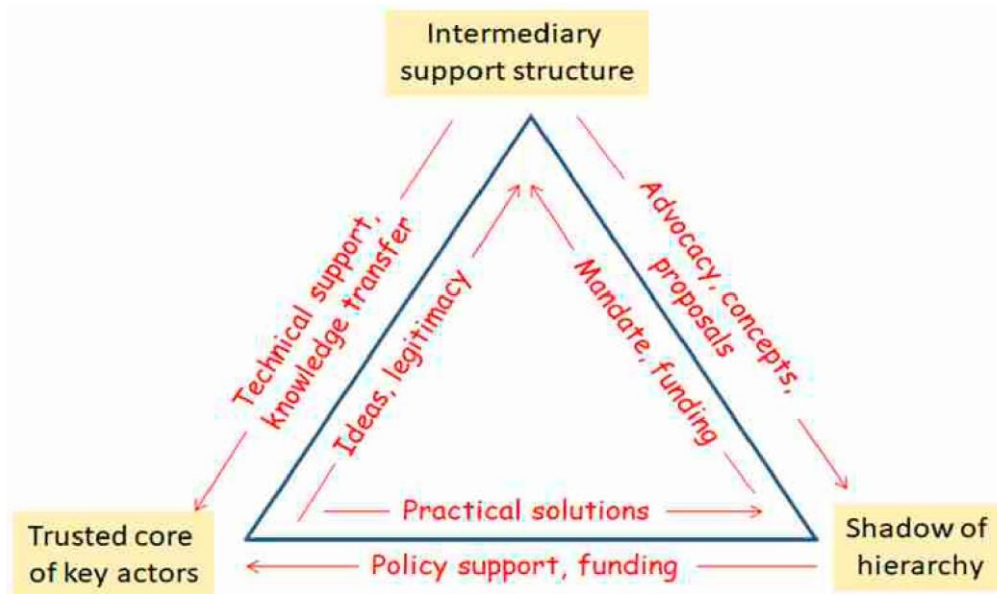 Intermediary
support structure
Technical support,
knowledge transfer
Ideas, legitimacy
Mandate, funding
Advocacy, concepts,
proposals
Practical solutions
Policy support, funding
Trusted core
of key actors
Shadow of
hierarchy